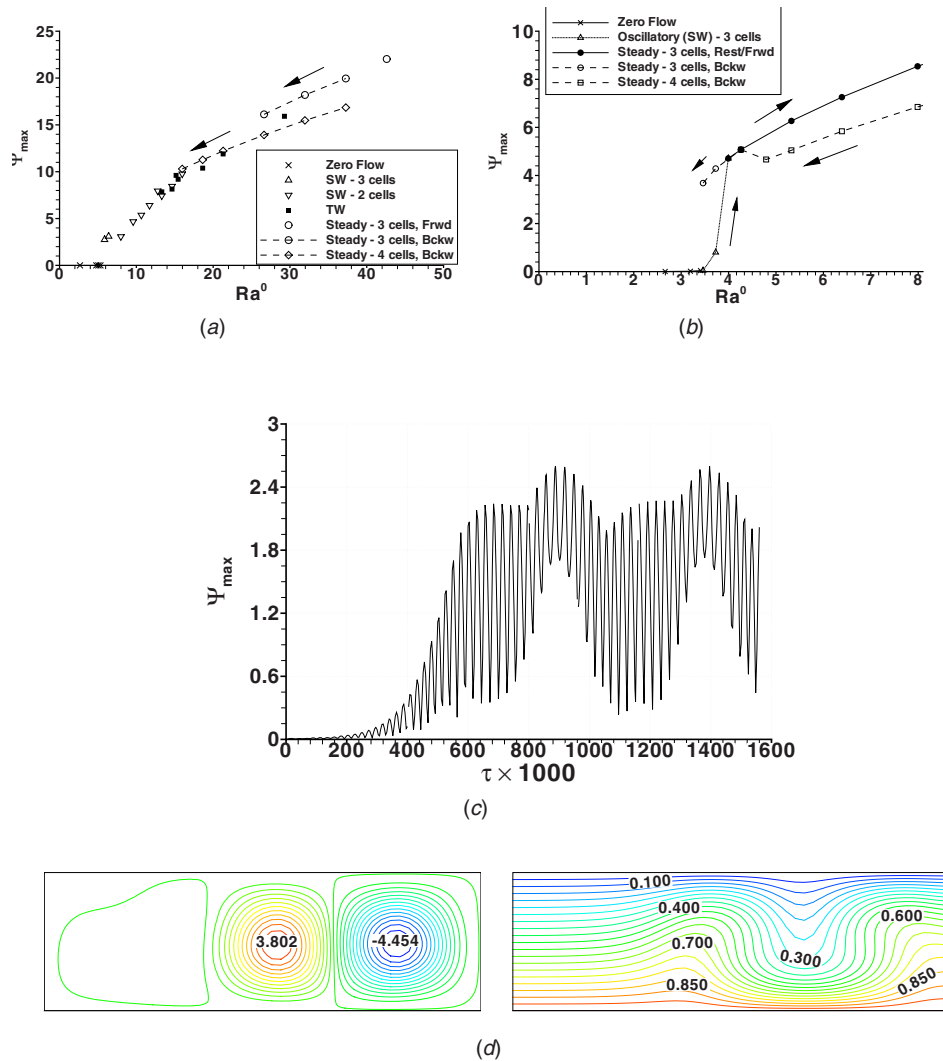 25
20
15
10
5
0
Ψmax
0
10
20
30
40
50
Ra⁰
Zero Flow
SW - 3 cells
SW - 2 cells
TW
Steady - 3 cells, Frwd
Steady - 3 cells, Bckw
Steady - 4 cells, Bckw
(a)
10
8
6
4
2
0
Ψmax
0
1
2
3
4
5
6
7
8
Ra⁰
Zero Flow
Oscillatory (SW) - 3 cells
Steady - 3 cells, Rest/Frwd
Steady - 3 cells, Bckw
Steady - 4 cells, Bckw
(b)
3
2.4
1.8
1.2
0.6
0
Ψmax
0
200
400
600
800
1000
1200
1400
1600
τ × 1000
(c)
3.802
-4.454
0.100
0.400
0.600
0.700
0.300
0.850
0.850
(d)